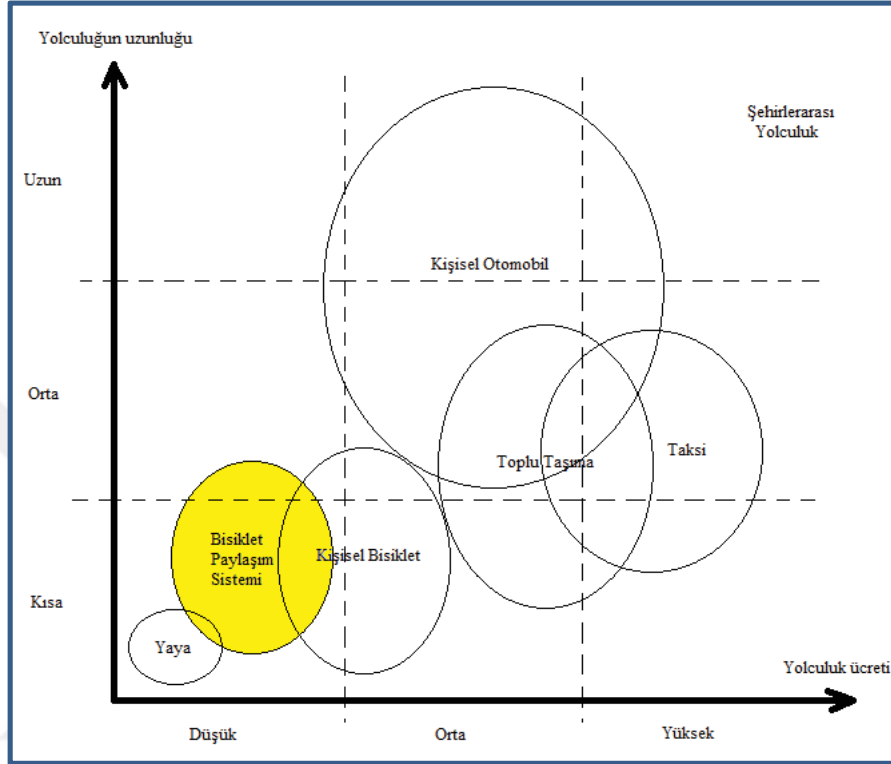 Yolculuğun uzunluğu
Şehirlerarası
Yolculuk
Uzun
Kişisel Otomobil
Orta
Toplu Taşıma
Taksi
Bisiklet
Paylaşım
Sistemi
Kişisel Bisiklet
Kısa
Yaya
Yolculuk ücreti
Düşük
Orta
Yüksek